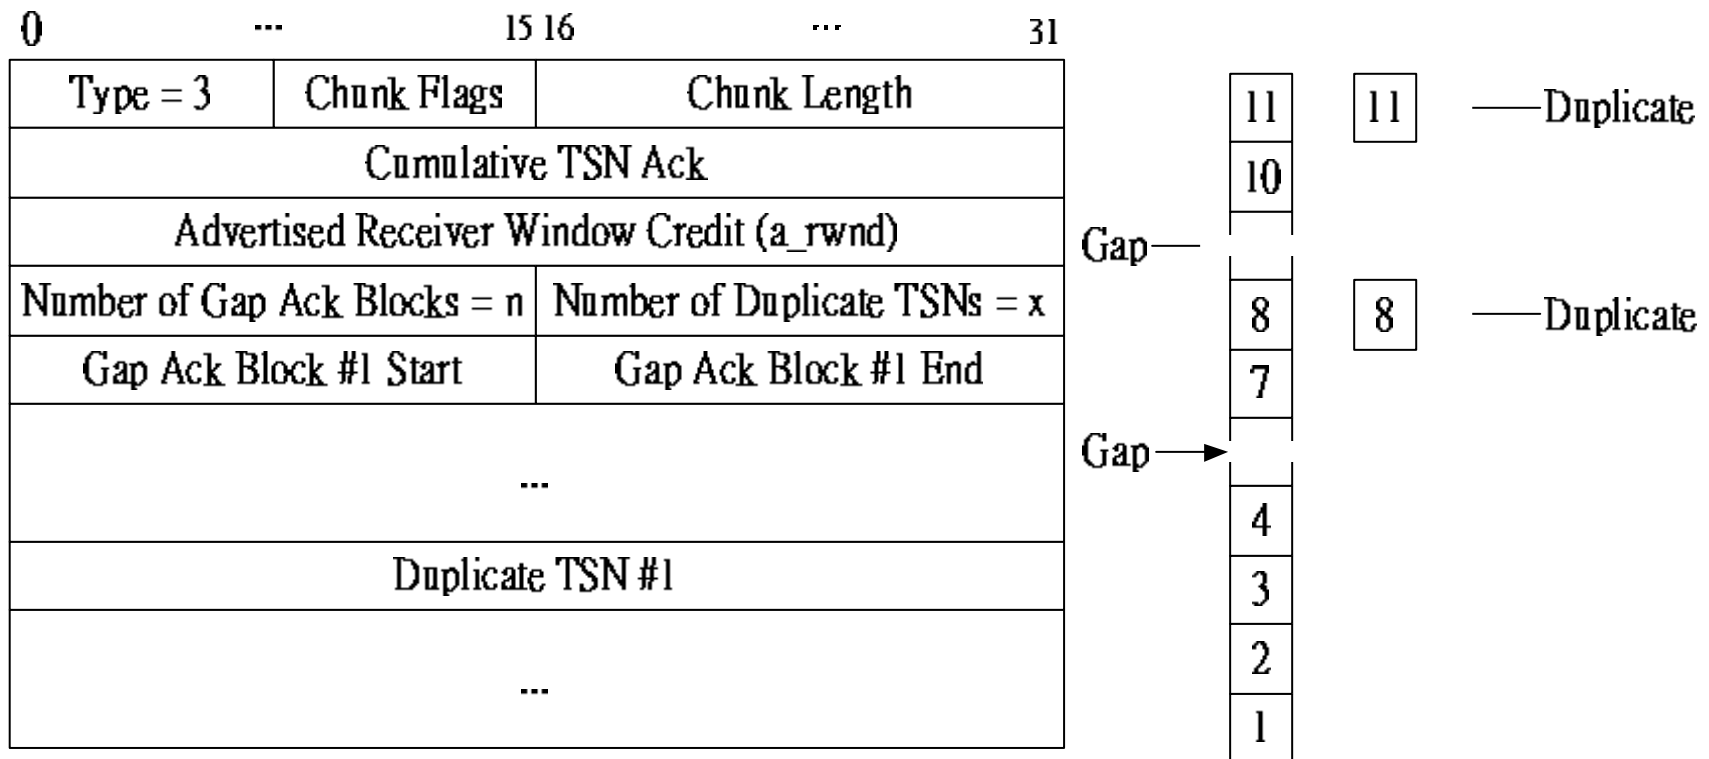 0 ... 15 16 ... 31
Type = 3 Chunk Flags Chunk Length
Cumulative TSN Ack
Advertised Receiver Window Credit (a_rwnd)
Number of Gap Ack Blocks = n Number of Duplicate TSNs = x
Gap Ack Block #1 Start Gap Ack Block #1 End
...
Duplicate TSN #1
...
11 11 Duplicate
10
Gap
8 8 Duplicate
7
Gap
4
3
2
1